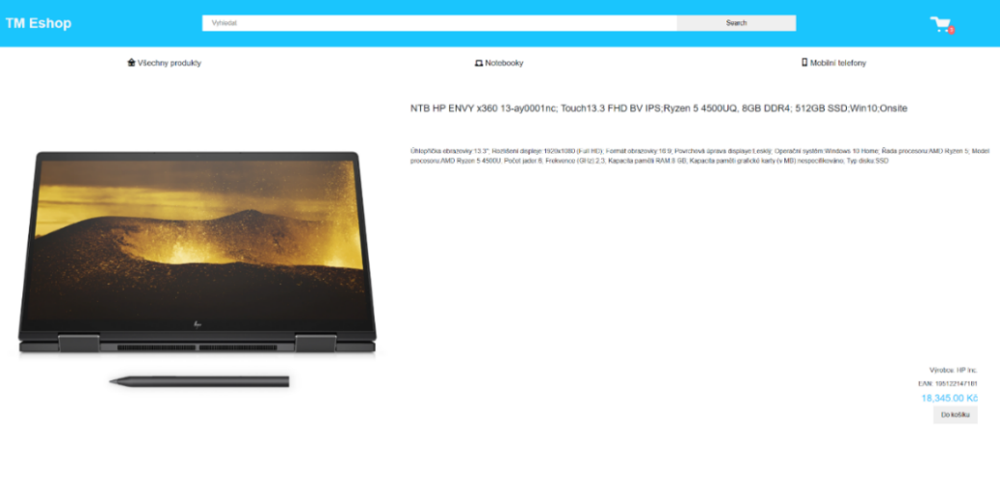 TM Eshop
Vyhledat
Search
Všechny produkty
Notebooky
Mobilní telefony
NTB HP ENVY x360 13-ay0001nc; Touch13.3 FHD BV IPS;Ryzen 5 4500UQ, 8GB DDR4; 512GB SSD;Win10;Onsite
Úhlopříčka obrazovky:13.3", Rozlišení displeje:1920x1080 (Full HD), Formát obrazovky:16:9, Povrchová úprava displeje:Lesklý, Operační systém:Windows 10 Home, Řada procesoru:AMD Ryzen 5, Model
procesoru:AMD Ryzen 5 4500U, Počet jader:6, Frekvence (GHz):2,3, Kapacita paměti RAM:8 GB, Kapacita paměti grafické karty (v MB):nespecifikováno, Typ disku:SSD
hp
Výrobce: HP Inc.
EAN: 195122147181
18,345.00 Kč
Do košíku